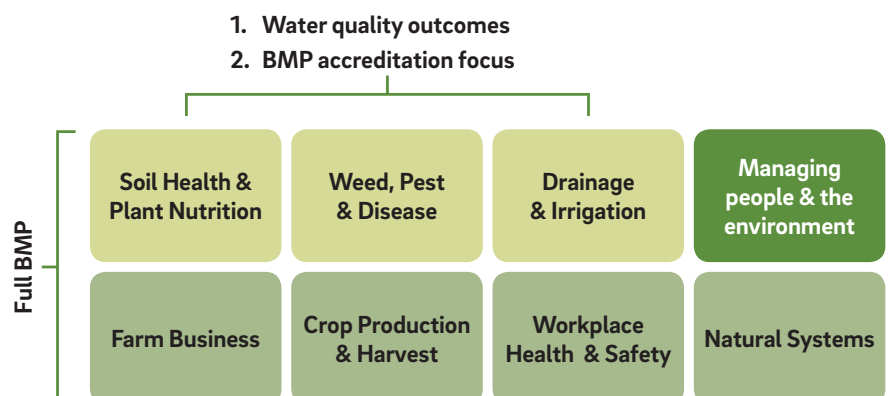 1. Water quality outcomes
2. BMP accreditation focus
Full BMP
Soil Health &
Plant Nutrition
Weed, Pest
& Disease
Drainage
& Irrigation
Managing
people & the
environment
Farm Business
Crop Production
& Harvest
Workplace
Health & Safety
Natural Systems